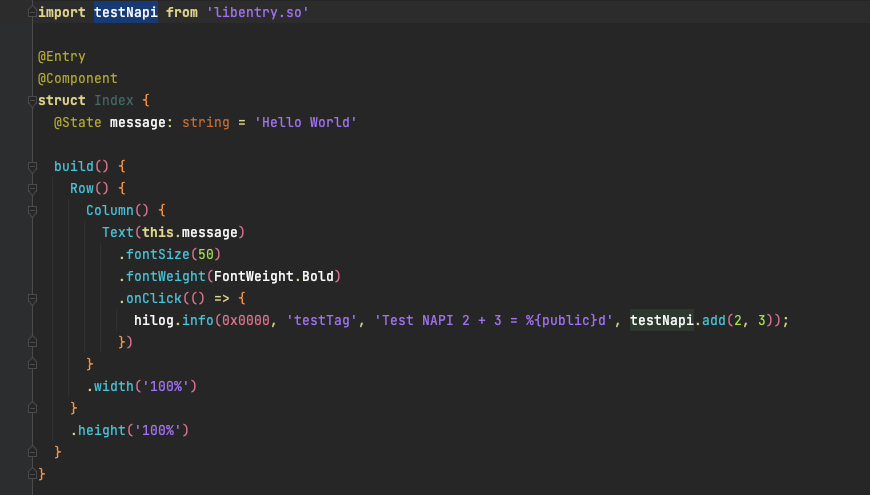 import testNapi from 'libentry.so'
@Entry
@Component
struct Index {
  @State message: string = 'Hello World'
  build() {
    Row() {
      Column() {
        Text(this.message)
          .fontSize(50)
          .fontWeight(FontWeight.Bold)
          .onClick(() => {
            hilog.info(0x0000, 'testTag', 'Test NAPI 2 + 3 = %{public}d', testNapi.add(2, 3));
          })
      }
      .width('100%')
    }
    .height('100%')
  }
}